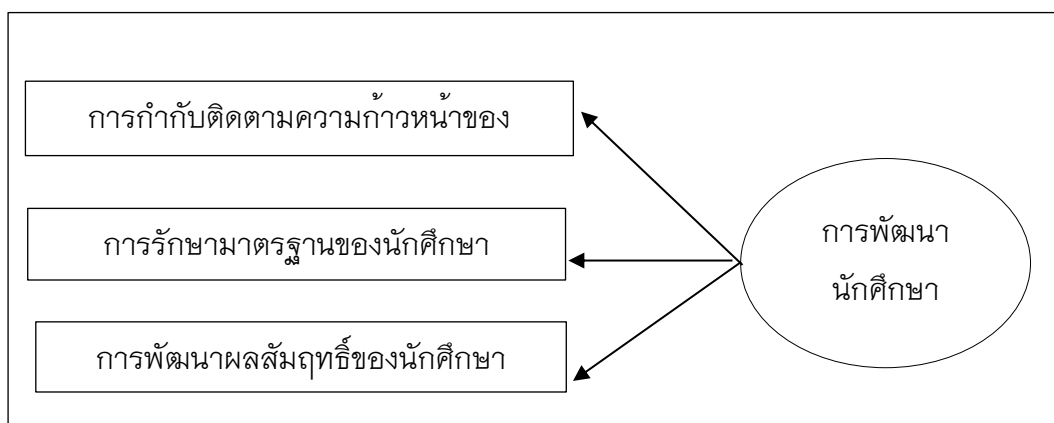 การกำกับติดตามความก้าวหน้าของ
การรักษามาตรฐานของนักศึกษา
การพัฒนาผลสัมฤทธิ์ของนักศึกษา
การพัฒนา
นักศึกษา